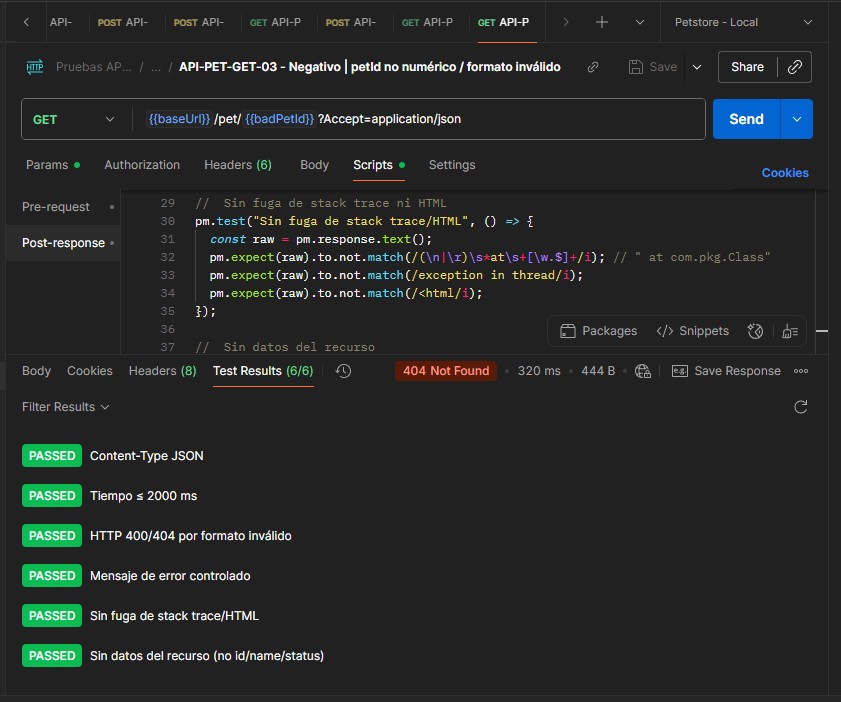 API- POST API- POST API- GET API-P POST API- GET API-P GET API-P Petstore - Local
HTTP Pruebas AP... / ... / API-PET-GET-03 - Negativo | petId no numérico / formato inválido Save Share
GET {{baseUrl}} /pet/ {{badPetId}} ?Accept=application/json Send
Params Authorization Headers (6) Body Scripts Settings
Cookies
Pre-request
Post-response
29 // Sin fuga de stack trace ni HTML
30 pm.test("Sin fuga de stack trace/HTML", () => {
31 const raw = pm.response.text();
32 pm.expect(raw).to.not.match(/(\n|\r)\s*at\s+[\w.$]+/i); // " at com.pkg.Class"
33 pm.expect(raw).to.not.match(/exception in thread/i);
34 pm.expect(raw).to.not.match(/<html/i);
35 });
36
37 // Sin datos del recurso
Packages Snippets
Body Cookies Headers (8) Test Results (6/6) 404 Not Found 320 ms 444 B e.g. Save Response
Filter Results
PASSED Content-Type JSON
PASSED Tiempo ≤ 2000 ms
PASSED HTTP 400/404 por formato inválido
PASSED Mensaje de error controlado
PASSED Sin fuga de stack trace/HTML
PASSED Sin datos del recurso (no id/name/status)